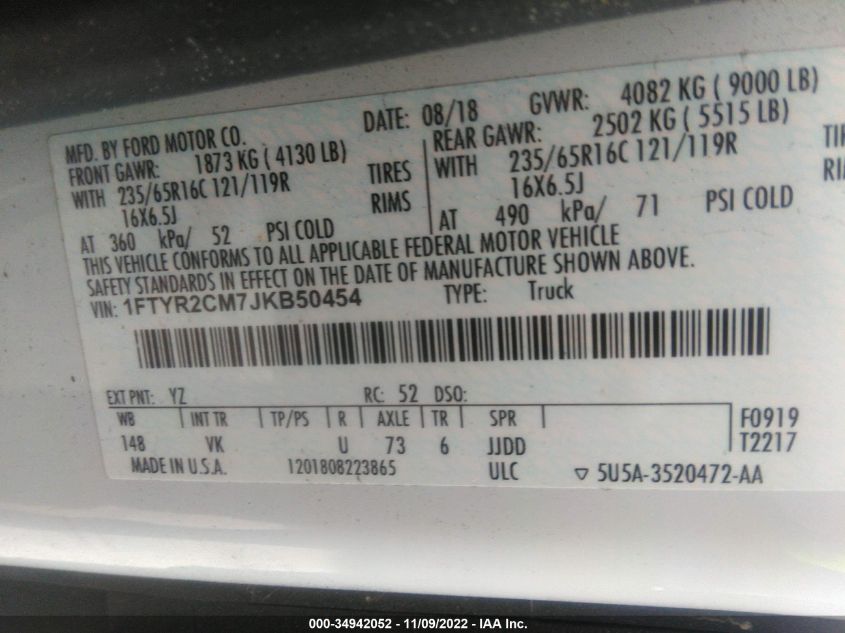 MFD. BY FORD MOTOR CO. DATE: 08/18 GVWR: 4082 KG ( 9000 LB)
FRONT GAWR: 1873 KG ( 4130 LB) REAR GAWR: 2502 KG ( 5515 LB)
WITH 235/65R16C 121/119R TIRES WITH 235/65R16C 121/119R
16X6.5J RIMS 16X6.5J
AT 360 kPa/ 52 PSI COLD AT 490 kPa/ 71 PSI COLD
THIS VEHICLE CONFORMS TO ALL APPLICABLE FEDERAL MOTOR VEHICLE
SAFETY STANDARDS IN EFFECT ON THE DATE OF MANUFACTURE SHOWN ABOVE.
VIN: 1FTYR2CM7JKB50454 TYPE: Truck
EXT PNT: YZ RC: 52 DSO:
WB INT TR TP/PS R AXLE TR SPR F0919
148 VK U 73 6 JJDD T2217
MADE IN U.S.A. 1201808223865 ULC ▽ 5U5A-3520472-AA
000-34942052 - 11/09/2022 - IAA Inc.